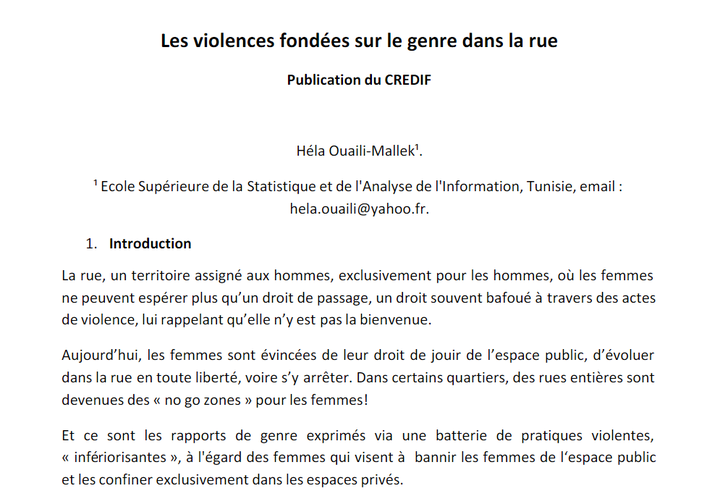 Les violences fondées sur le genre dans la rue
Publication du CREDIF
Héla Ouaili-Mallek¹.
¹ Ecole Supérieure de la Statistique et de l'Analyse de l'Information, Tunisie, email :
hela.ouaili@yahoo.fr.
1. Introduction
La rue, un territoire assigné aux hommes, exclusivement pour les hommes, où les femmes
ne peuvent espérer plus qu’un droit de passage, un droit souvent bafoué à travers des actes
de violence, lui rappelant qu’elle n’y est pas la bienvenue.
Aujourd’hui, les femmes sont évincées de leur droit de jouir de l’espace public, d’évoluer
dans la rue en toute liberté, voire s’y arrêter. Dans certains quartiers, des rues entières sont
devenues des « no go zones » pour les femmes!
Et ce sont les rapports de genre exprimés via une batterie de pratiques violentes,
« infériorisantes », à l'égard des femmes qui visent à bannir les femmes de l‘espace public
et les confiner exclusivement dans les espaces privés.